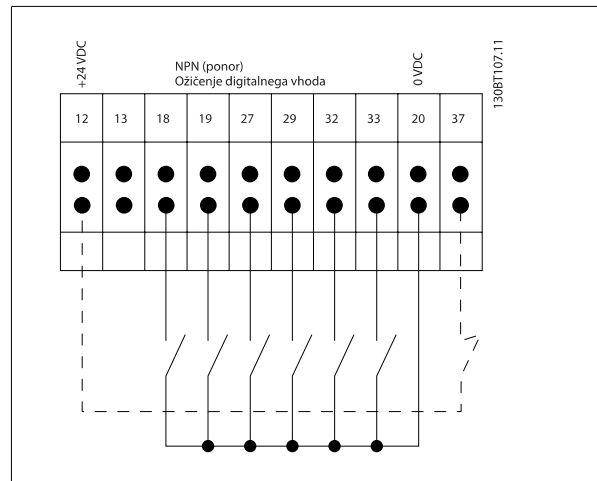 +24 VDC
NPN (ponor)
Ožičenje digitalnega vhoda
0 VDC
130BT107.11
12 13 18 19 27 29 32 33 20 37